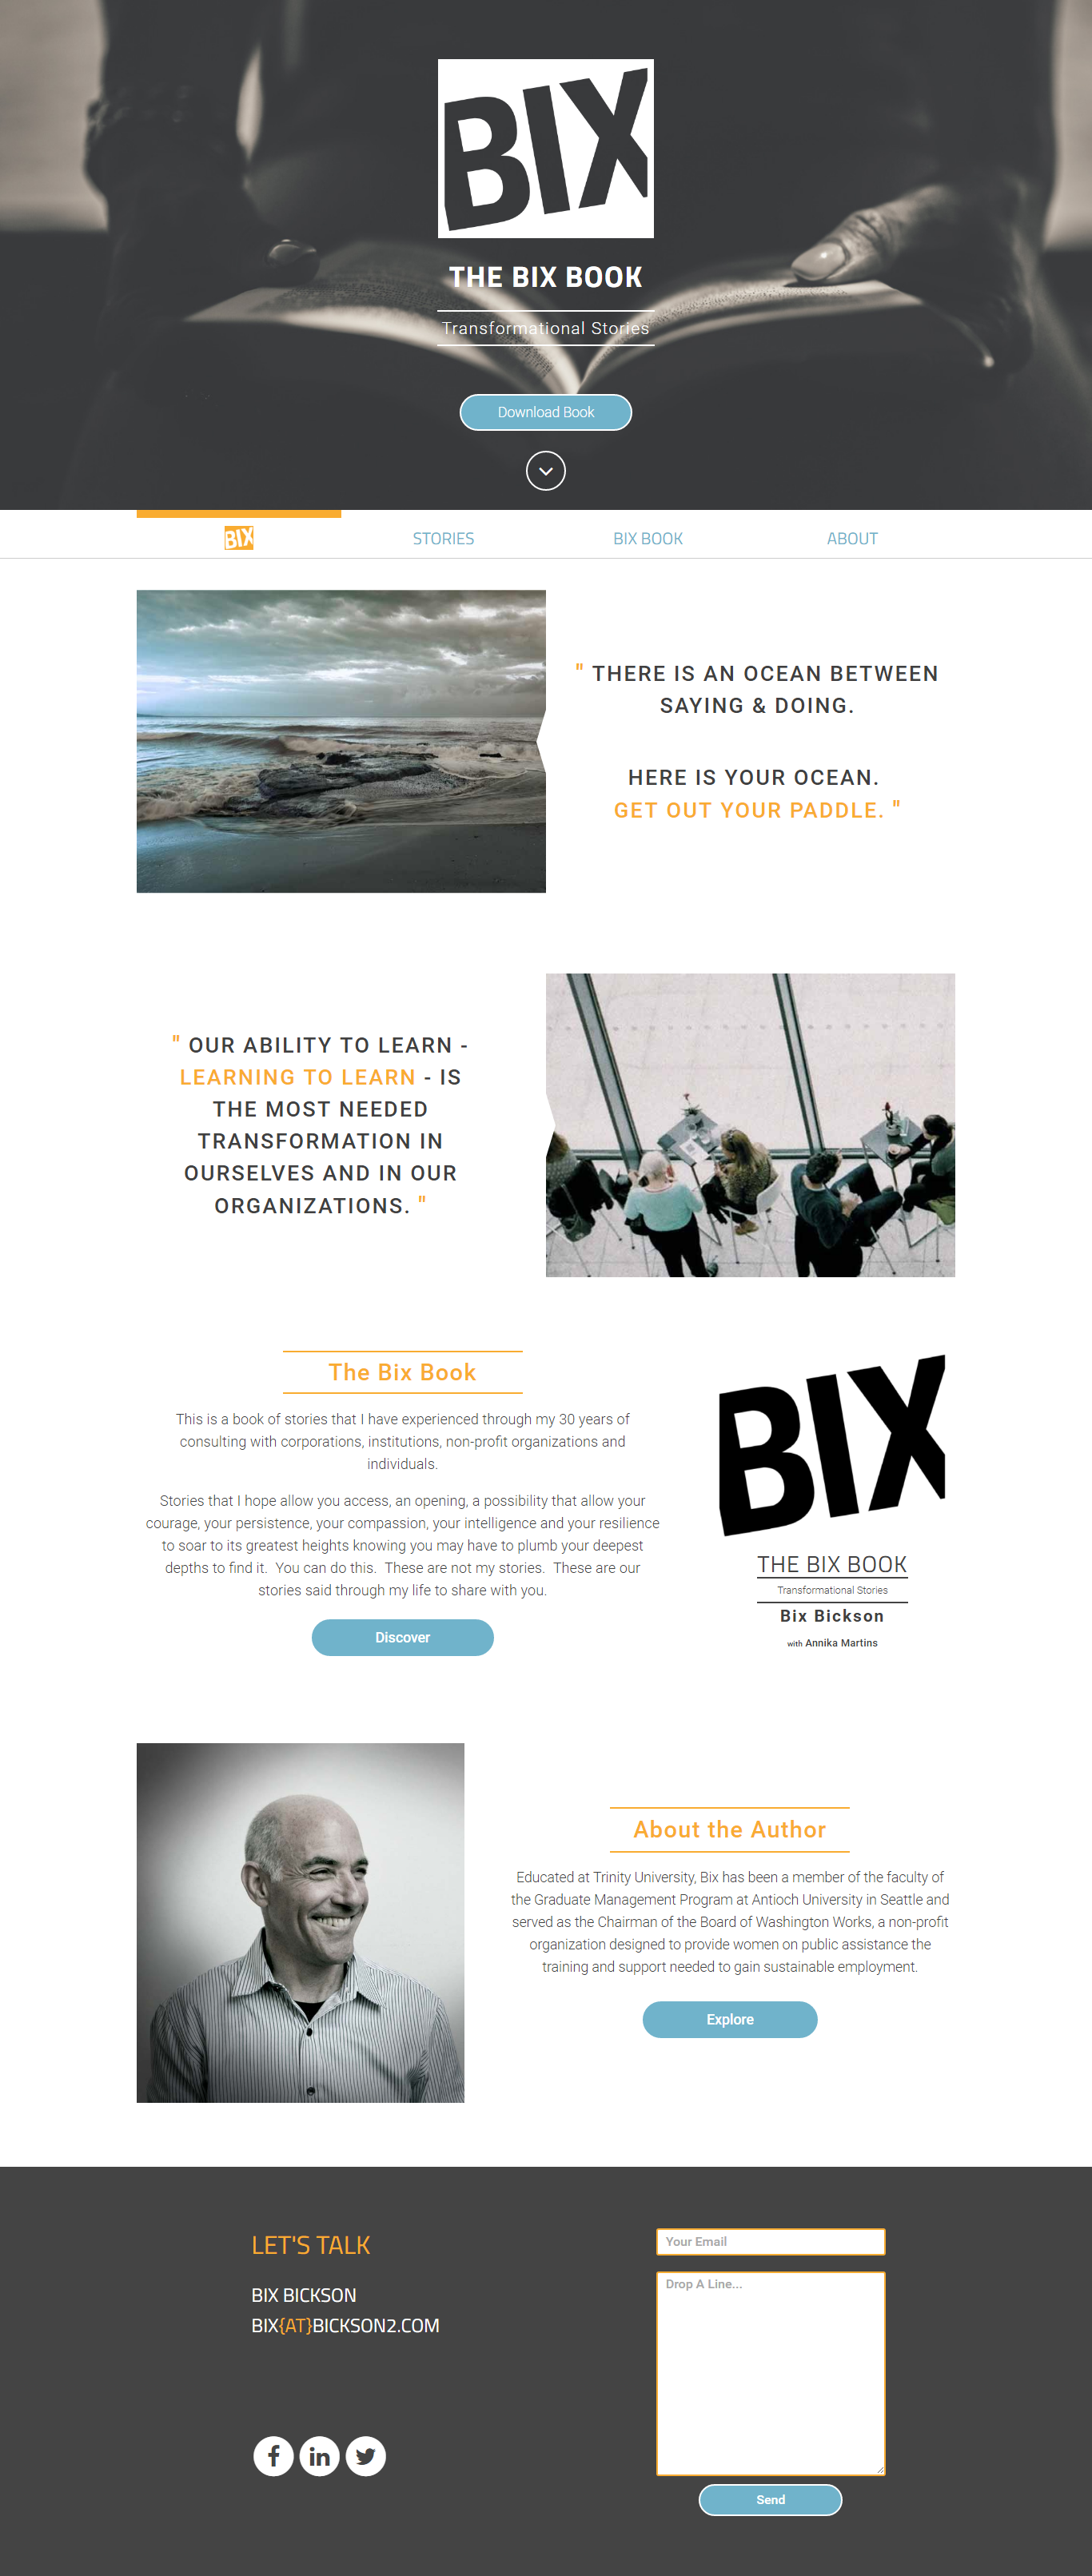 BIX
THE BIX BOOK
Transformational Stories
Download Book
BIX
STORIES
BIX BOOK
ABOUT
" THERE IS AN OCEAN BETWEEN
SAYING & DOING.
HERE IS YOUR OCEAN.
GET OUT YOUR PADDLE. "
" OUR ABILITY TO LEARN -
LEARNING TO LEARN - IS
THE MOST NEEDED
TRANSFORMATION IN
OURSELVES AND IN OUR
ORGANIZATIONS. "
The Bix Book
This is a book of stories that I have experienced through my 30 years of
consulting with corporations, institutions, non-profit organizations and
individuals.
Stories that I hope allow you access, an opening, a possibility that allow your
courage, your persistence, your compassion, your intelligence and your resilience
to soar to its greatest heights knowing you may have to plumb your deepest
depths to find it.  You can do this.  These are not my stories.  These are our
stories said through my life to share with you.
Discover
BIX
THE BIX BOOK
Transformational Stories
Bix Bickson
with Annika Martins
About the Author
Educated at Trinity University, Bix has been a member of the faculty of
the Graduate Management Program at Antioch University in Seattle and
served as the Chairman of the Board of Washington Works, a non-profit
organization designed to provide women on public assistance the
training and support needed to gain sustainable employment.
Explore
LET'S TALK
BIX BICKSON
BIX{AT}BICKSON2.COM
f
in
Your Email
Drop A Line...
Send